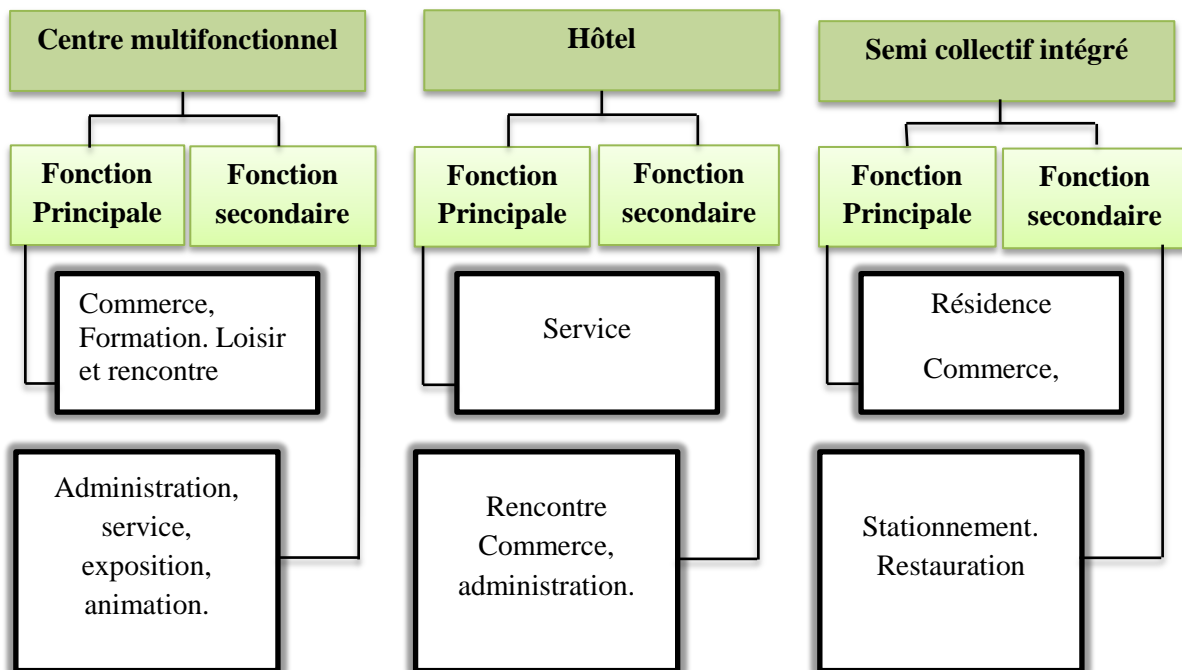 Centre multifonctionnel
Fonction
Principale
Fonction
secondaire
Commerce,
Formation. Loisir
et rencontre
Administration,
service,
exposition,
animation.
Hôtel
Fonction
Principale
Fonction
secondaire
Service
Rencontre
Commerce,
administration.
Semi collectif intégré
Fonction
Principale
Fonction
secondaire
Résidence
Commerce,
Stationnement.
Restauration